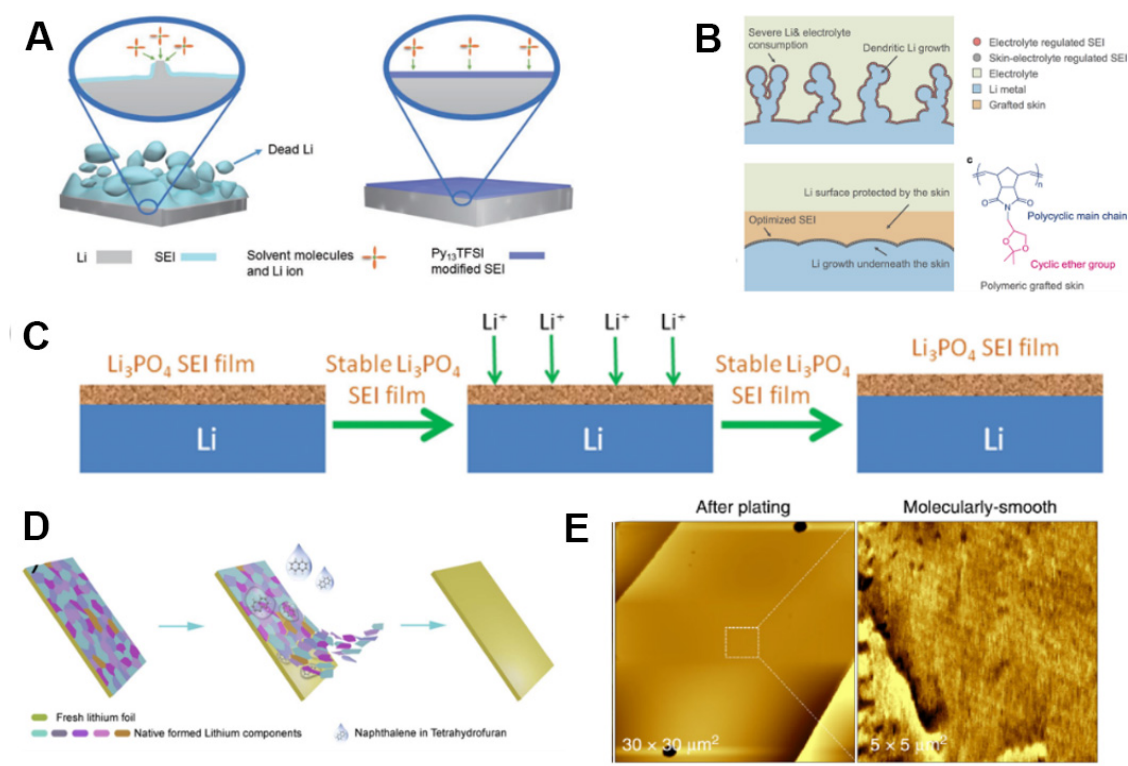 A
Dead Li
Li
SEI
Solvent molecules
and Li ion
Py₁₃TFSI
modified SEI
B
Severe Li& electrolyte
consumption
Dendritic Li growth
Electrolyte regulated SEI
Skin-electrolyte regulated SEI
Electrolyte
Li metal
Grafted skin
Li surface protected by the skin
Optimized SEI
Li growth underneath the skin
c
n
O
N
O
O
O
Polycyclic main chain
Cyclic ether group
Polymeric grafted skin
C
Li₃PO₄ SEI film
Li
Stable Li₃PO₄
SEI film
Li⁺ Li⁺ Li⁺ Li⁺
Li
Stable Li₃PO₄
SEI film
Li₃PO₄ SEI film
Li
D
Fresh lithium foil
Native formed Lithium components
Naphthalene in Tetrahydrofuran
E
After plating
Molecularly-smooth
30 × 30 μm²
5 × 5 μm²